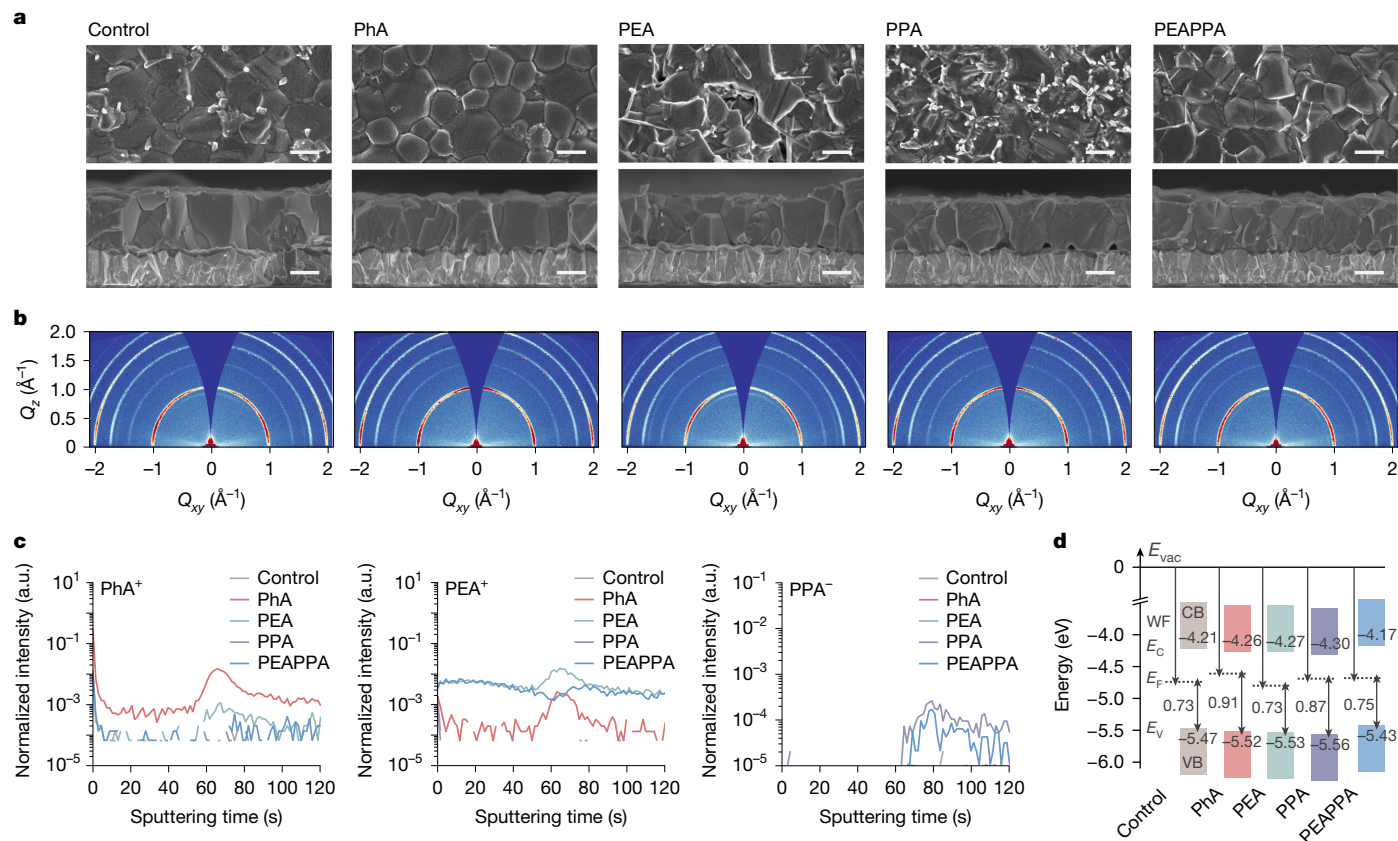 a
Control
PhA
PEA
PPA
PEAPPA
b
2.0
1.5
1.0
0.5
0
Q_z (Å⁻¹)
−2 −1 0 1 2
−2 −1 0 1 2
−2 −1 0 1 2
−2 −1 0 1 2
−2 −1 0 1 2
Q_xy (Å⁻¹)
Q_xy (Å⁻¹)
Q_xy (Å⁻¹)
Q_xy (Å⁻¹)
Q_xy (Å⁻¹)
c
Normalized intensity (a.u.)
10¹
10⁻¹
10⁻³
10⁻⁵
PhA⁺
Control
PhA
PEA
PPA
PEAPPA
0 20 40 60 80 100 120
Sputtering time (s)
Normalized intensity (a.u.)
10¹
10⁻¹
10⁻³
10⁻⁵
PEA⁺
Control
PhA
PEA
PPA
PEAPPA
0 20 40 60 80 100 120
Sputtering time (s)
Normalized intensity (a.u.)
10⁻¹
10⁻²
10⁻³
10⁻⁴
10⁻⁵
PPA⁻
Control
PhA
PEA
PPA
PEAPPA
0 20 40 60 80 100 120
Sputtering time (s)
d
E_vac
0
Energy (eV)
−4.0
−4.5
−5.0
−5.5
−6.0
WF
E_C
E_F
E_V
CB
−4.21 −4.26 −4.27 −4.30 −4.17
0.73 0.91 0.73 0.87 0.75
−5.47 −5.52 −5.53 −5.56 −5.43
VB
Control
PhA
PEA
PPA
PEAPPA